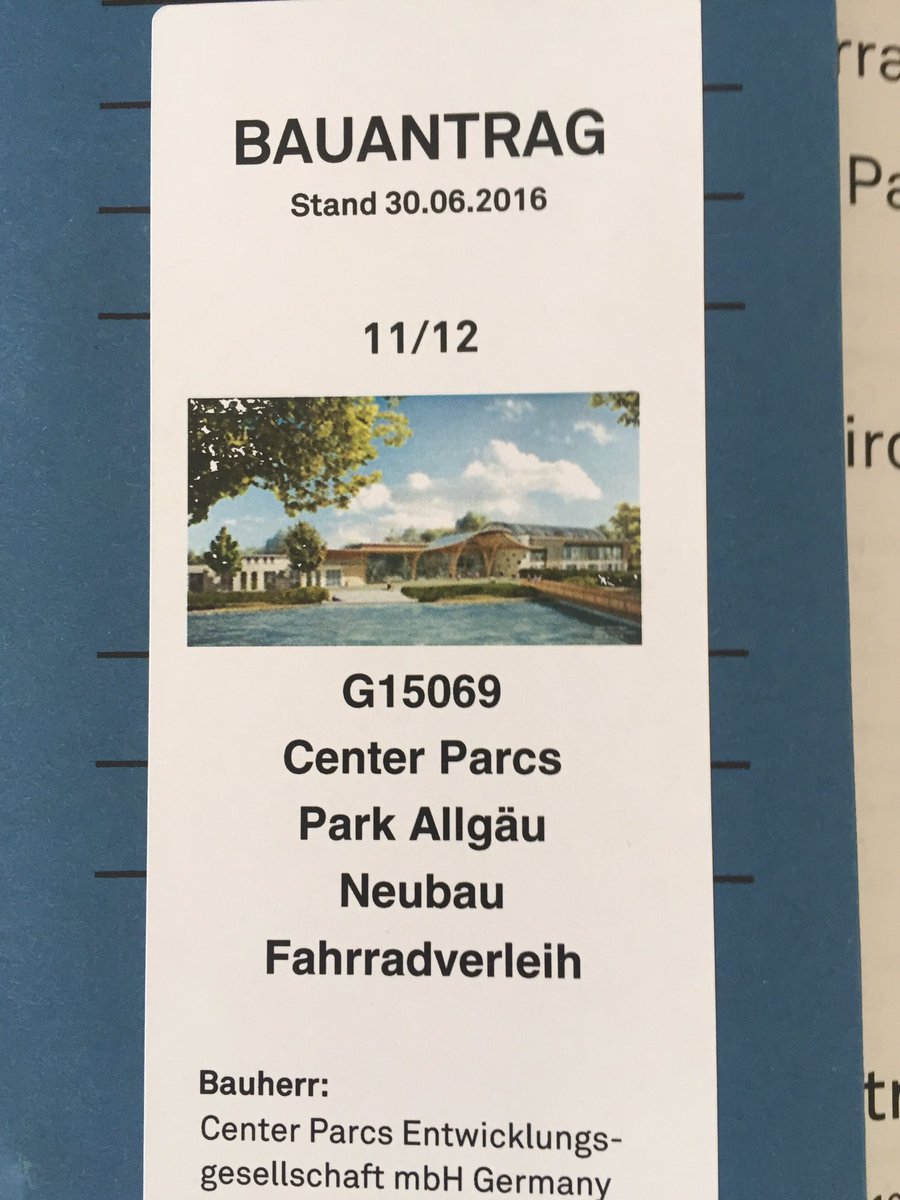 BAUANTRAG
Stand 30.06.2016
11/12
G15069
Center Parcs
Park Allgäu
Neubau
Fahrradverleih
Bauherr:
Center Parcs Entwicklungs-
gesellschaft mbH Germany